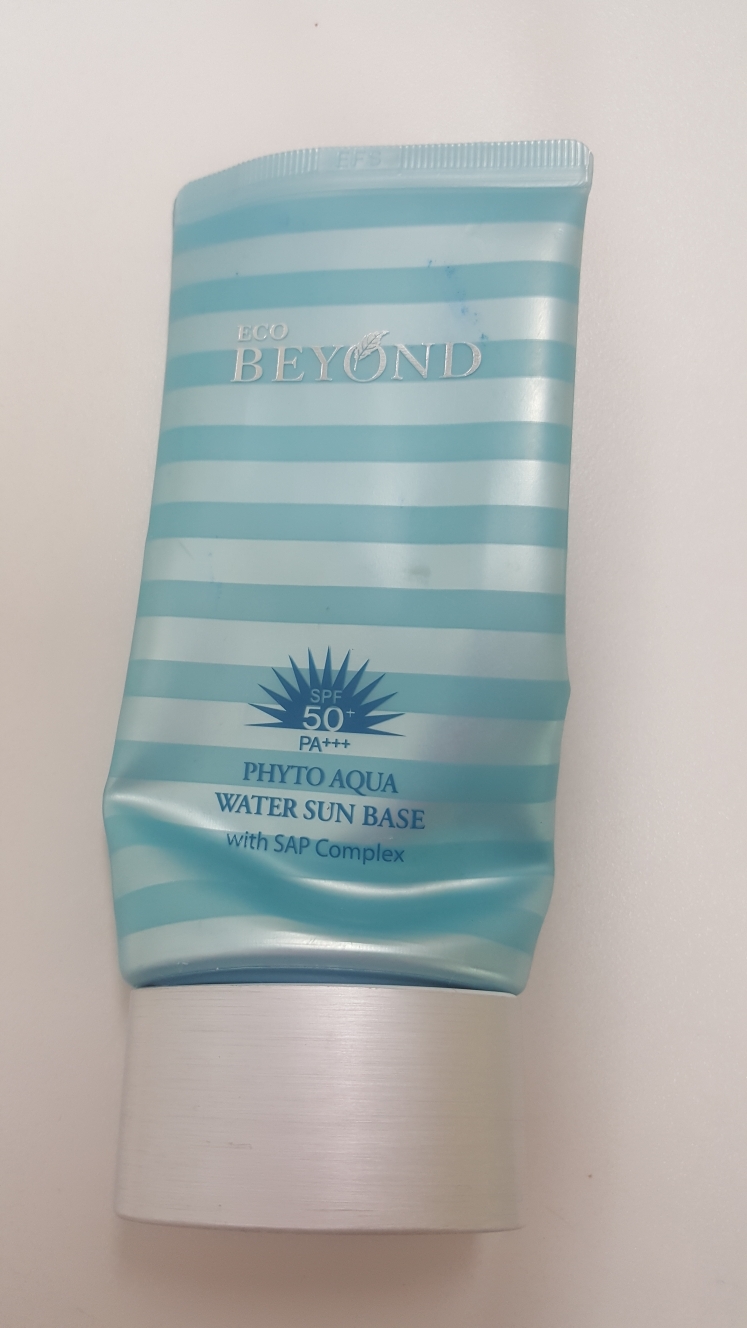 ECO
BEYOND
SPF
50+
PA+++
PHYTO AQUA
WATER SUN BASE
with SAP Complex